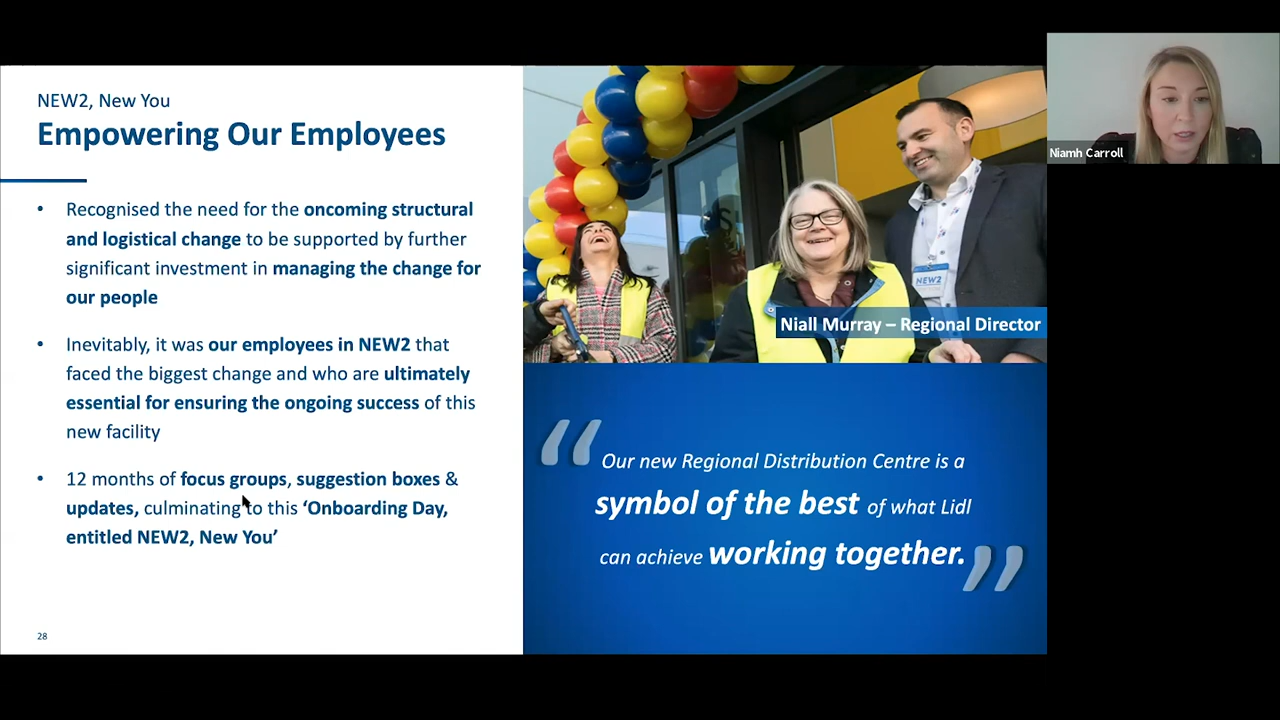 NEW2, New You
Empowering Our Employees
• Recognised the need for the oncoming structural
and logistical change to be supported by further
significant investment in managing the change for
our people
• Inevitably, it was our employees in NEW2 that
faced the biggest change and who are ultimately
essential for ensuring the ongoing success of this
new facility
• 12 months of focus groups, suggestion boxes &
updates, culminating to this ‘Onboarding Day,
entitled NEW2, New You’
28
NEW2
Niall Murray – Regional Director
“Our new Regional Distribution Centre is a
symbol of the best of what Lidl
can achieve working together.”
Niamh Carroll